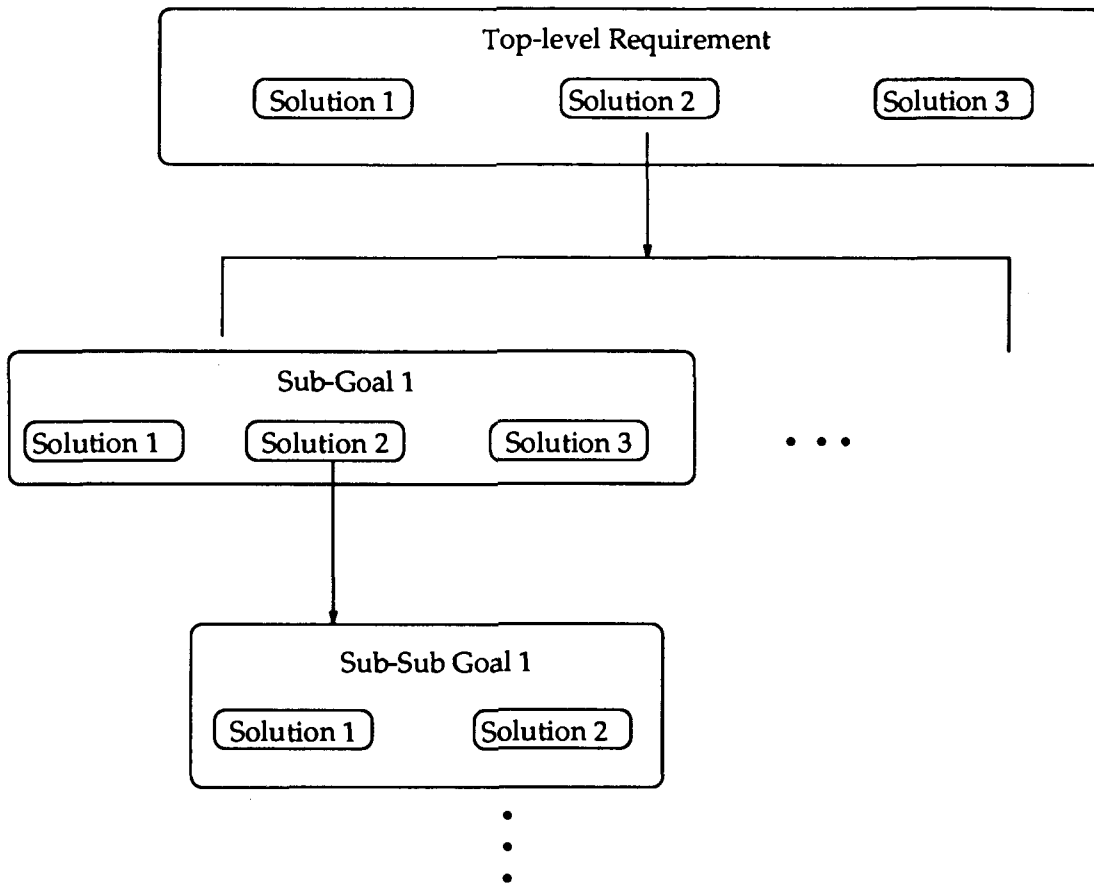 Top-level Requirement
Solution 1 Solution 2 Solution 3
Sub-Goal 1
Solution 1 Solution 2 Solution 3
Sub-Sub Goal 1
Solution 1 Solution 2